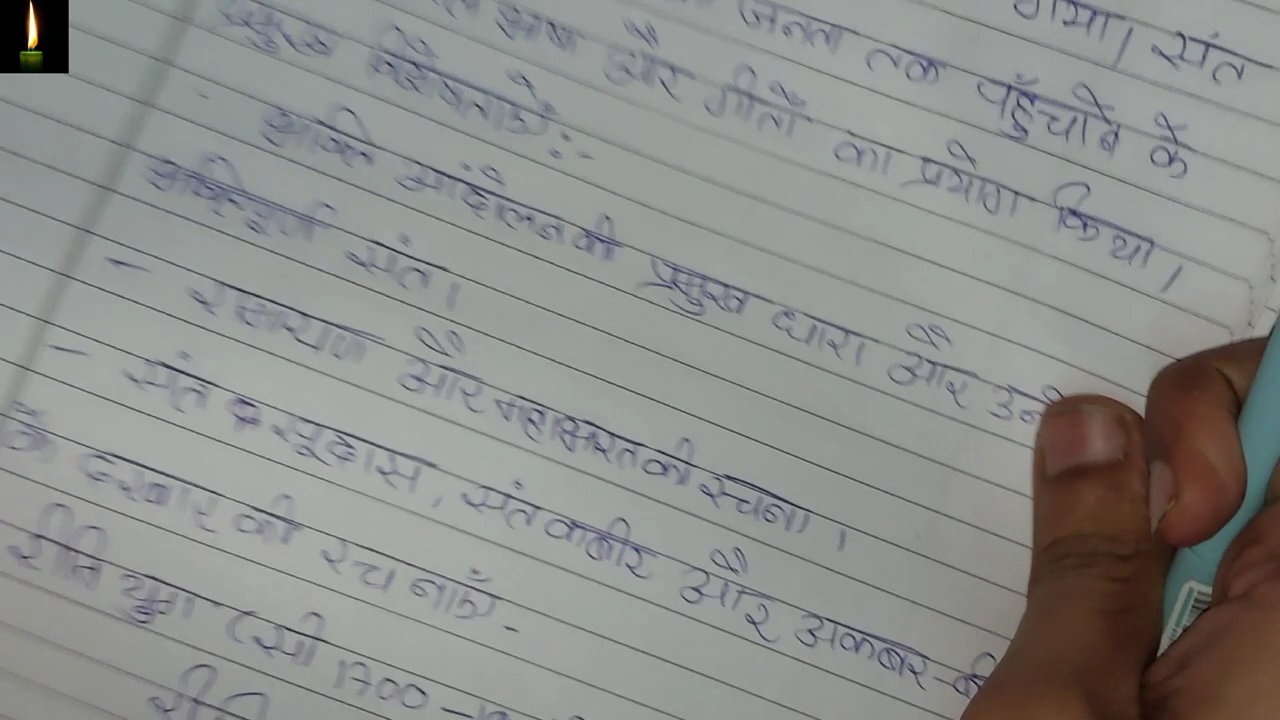 गया। संत
जनता तक पहुँचाने के
भाषा और गीतों का प्रयोग किया।
प्रमुख विशेषताएँ:-
भक्ति आंदोलन की प्रमुख धारा और
भक्तिपूर्ण संत।
- रामायण और महाभारत की रचना।
- संत सूरदास, संत कबीर और अकबर-
के दरबार की रचनाएँ-
रीति युग (सी 1700-
रीति